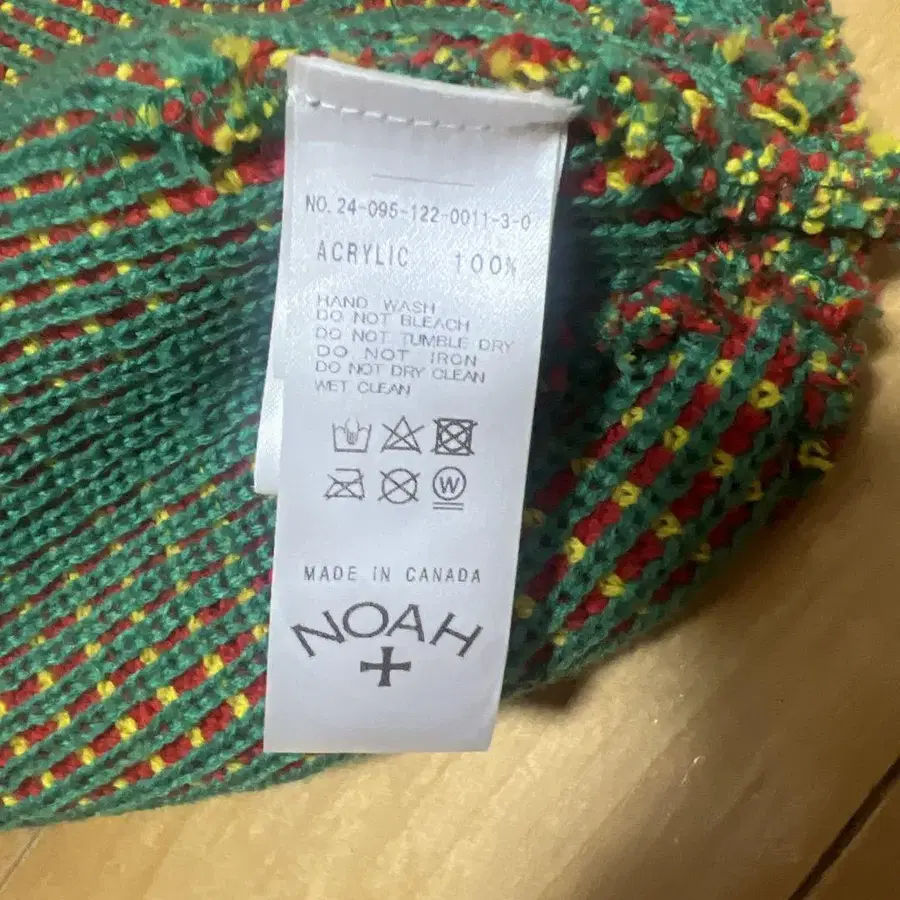 NO. 24-095-122-0011-3-0
ACRYLIC 100%
HAND WASH
DO NOT BLEACH
DO NOT TUMBLE DRY
DO NOT IRON
DO NOT DRY CLEAN
WET CLEAN
W
MADE IN CANADA
NOAH